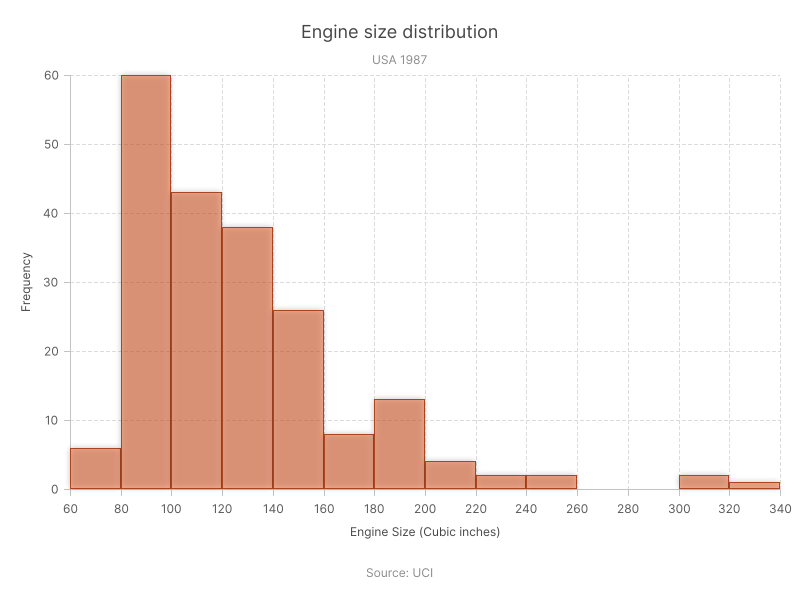 Engine size distribution
USA 1987
60
50
40
30
20
10
0
Frequency
60 80 100 120 140 160 180 200 220 240 260 280 300 320 340
Engine Size (Cubic inches)
Source: UCI